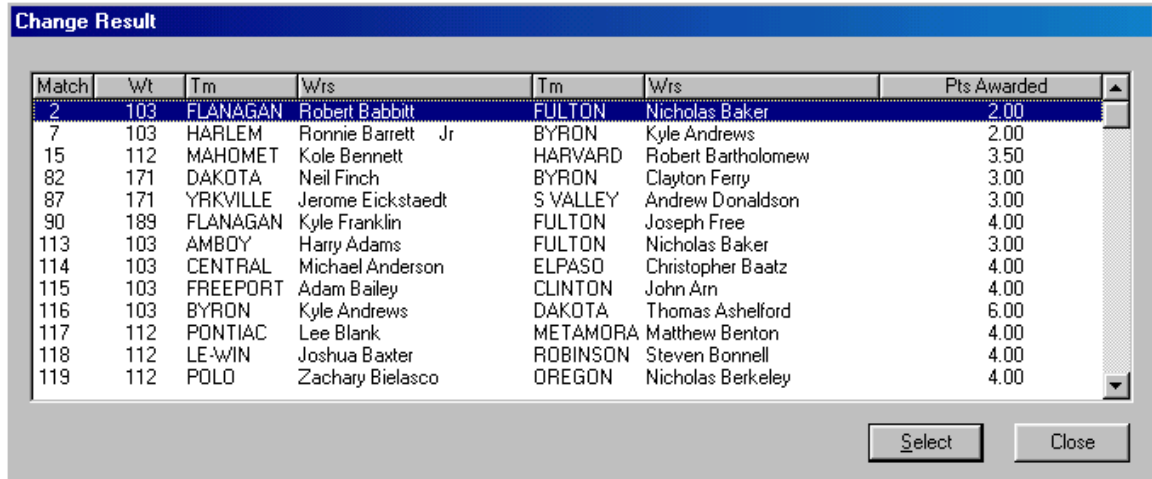 Change Result
Match Wt Tm Wrs Tm Wrs Pts Awarded
2 103 FLANAGAN Robert Babbitt FULTON Nicholas Baker 2.00
7 103 HARLEM Ronnie Barrett Jr BYRON Kyle Andrews 2.00
15 112 MAHOMET Kole Bennett HARVARD Robert Bartholomew 3.50
82 171 DAKOTA Neil Finch BYRON Clayton Ferry 3.00
87 171 YRKVILLE Jerome Eickstaedt S VALLEY Andrew Donaldson 3.00
90 189 FLANAGAN Kyle Franklin FULTON Joseph Free 4.00
113 103 AMBOY Harry Adams FULTON Nicholas Baker 3.00
114 103 CENTRAL Michael Anderson ELPASO Christopher Baatz 4.00
115 103 FREEPORT Adam Bailey CLINTON John Arn 4.00
116 103 BYRON Kyle Andrews DAKOTA Thomas Ashelford 6.00
117 112 PONTIAC Lee Blank METAMORA Matthew Benton 4.00
118 112 LE-WIN Joshua Baxter ROBINSON Steven Bonnell 4.00
119 112 POLO Zachary Bielasco OREGON Nicholas Berkeley 4.00
Select Close